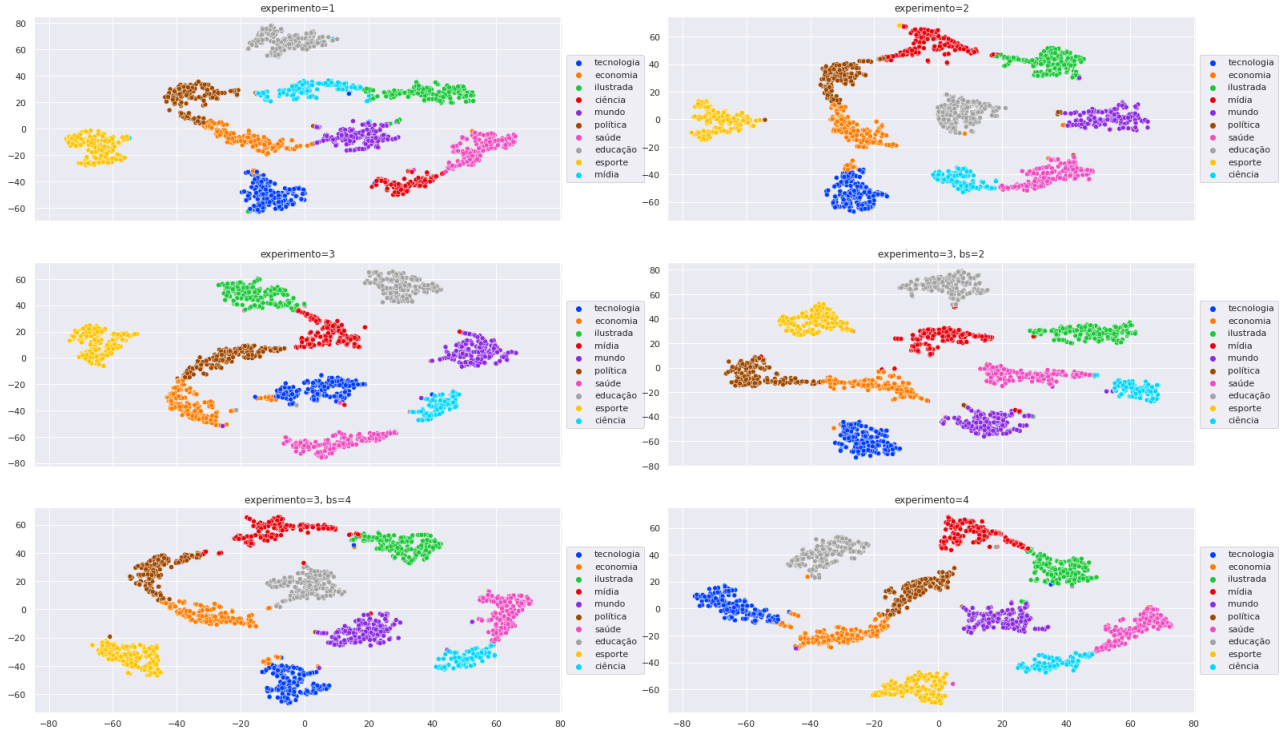 experimento=1
80
60
40
20
0
−20
−40
−60
tecnologia
economia
ilustrada
ciência
mundo
política
saúde
educação
esporte
mídia
experimento=2
60
40
20
0
−20
−40
−60
tecnologia
economia
ilustrada
mídia
mundo
política
saúde
educação
esporte
ciência
experimento=3
60
40
20
0
−20
−40
−60
−80
tecnologia
economia
ilustrada
mídia
mundo
política
saúde
educação
esporte
ciência
experimento=3, bs=2
80
60
40
20
0
−20
−40
−60
−80
tecnologia
economia
ilustrada
mídia
mundo
política
saúde
educação
esporte
ciência
experimento=3, bs=4
60
40
20
0
−20
−40
−60
−80 −60 −40 −20 0 20 40 60 80
tecnologia
economia
ilustrada
mídia
mundo
política
saúde
educação
esporte
ciência
experimento=4
60
40
20
0
−20
−40
−60
−80 −60 −40 −20 0 20 40 60 80
tecnologia
economia
ilustrada
mídia
mundo
política
saúde
educação
esporte
ciência